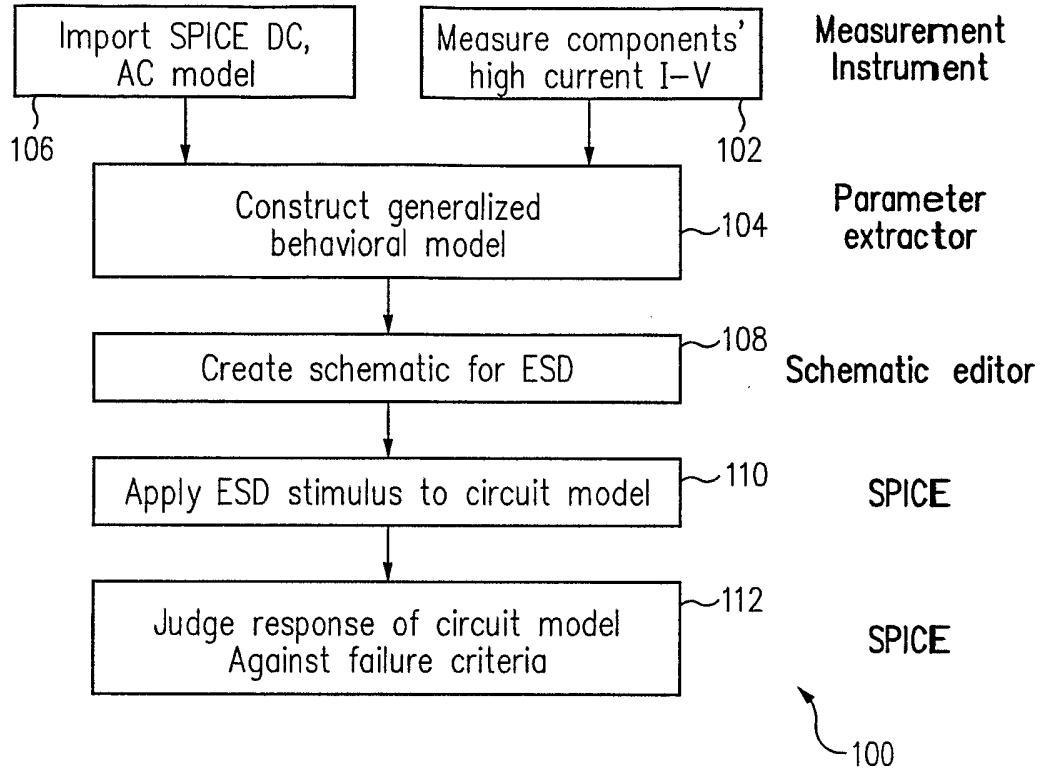 Import SPICE DC,
AC model
Measure components'
high current I-V
Measurement
Instrument
106
102
Construct generalized
behavioral model
104
Parameter
extractor
108
Create schematic for ESD
Schematic editor
Apply ESD stimulus to circuit model
110
SPICE
112
Judge response of circuit model
Against failure criteria
SPICE
100